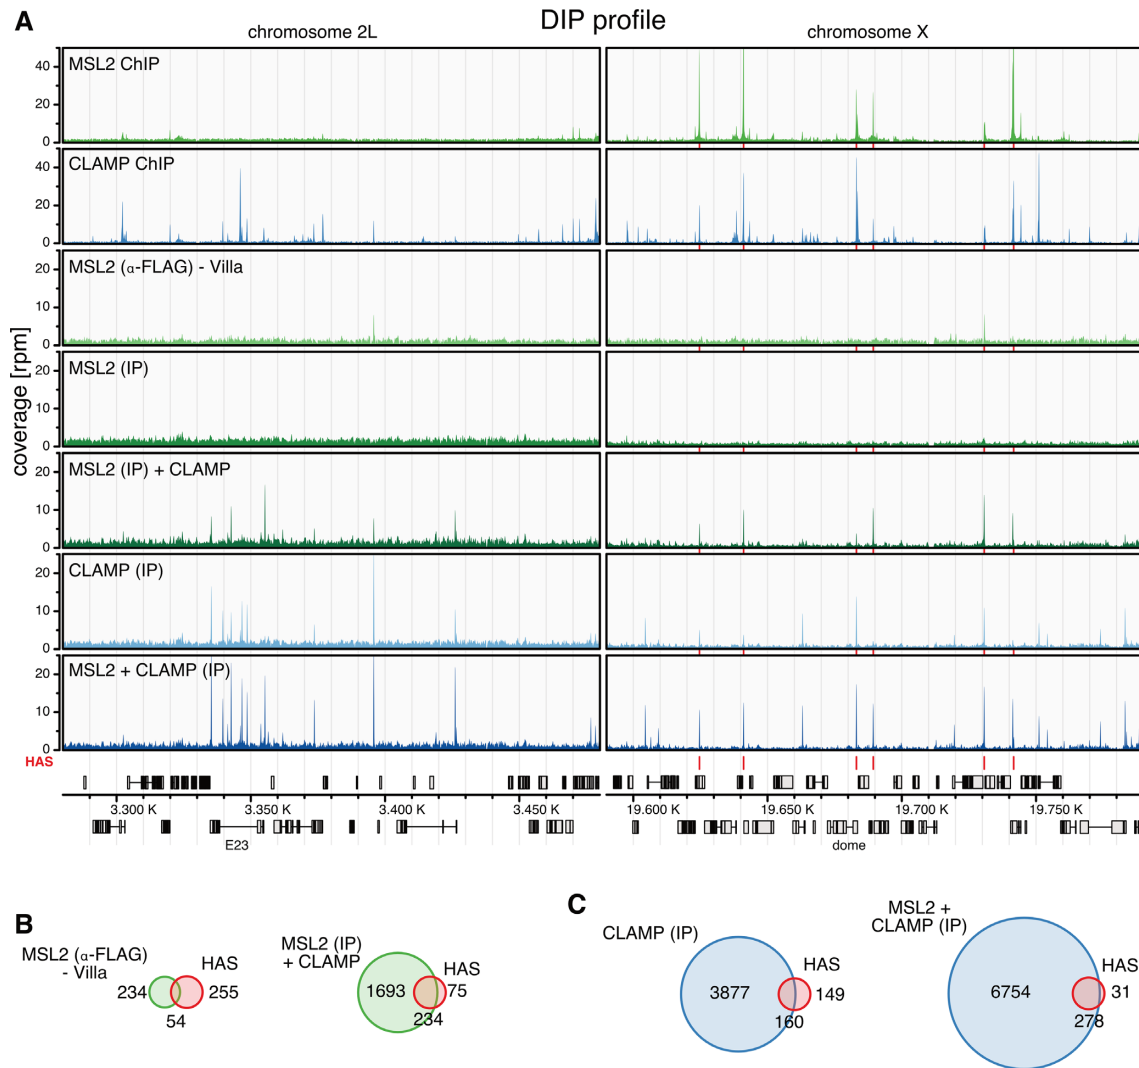 A
DIP profile
chromosome 2L
chromosome X
coverage [rpm]
MSL2 ChIP
40
20
0
CLAMP ChIP
40
20
0
MSL2 (α-FLAG) - Villa
20
10
0
MSL2 (IP)
20
10
0
MSL2 (IP) + CLAMP
20
10
0
CLAMP (IP)
20
10
0
MSL2 + CLAMP (IP)
20
10
0
HAS
3.300 K 3.350 K 3.400 K 3.450 K 19.600 K 19.650 K 19.700 K 19.750 K
E23 dome
B
MSL2 (α-FLAG)
- Villa
HAS
234
255
54
MSL2 (IP)
+ CLAMP
HAS
1693
75
234
C
CLAMP (IP)
HAS
3877
149
160
MSL2 +
CLAMP (IP)
HAS
6754
31
278